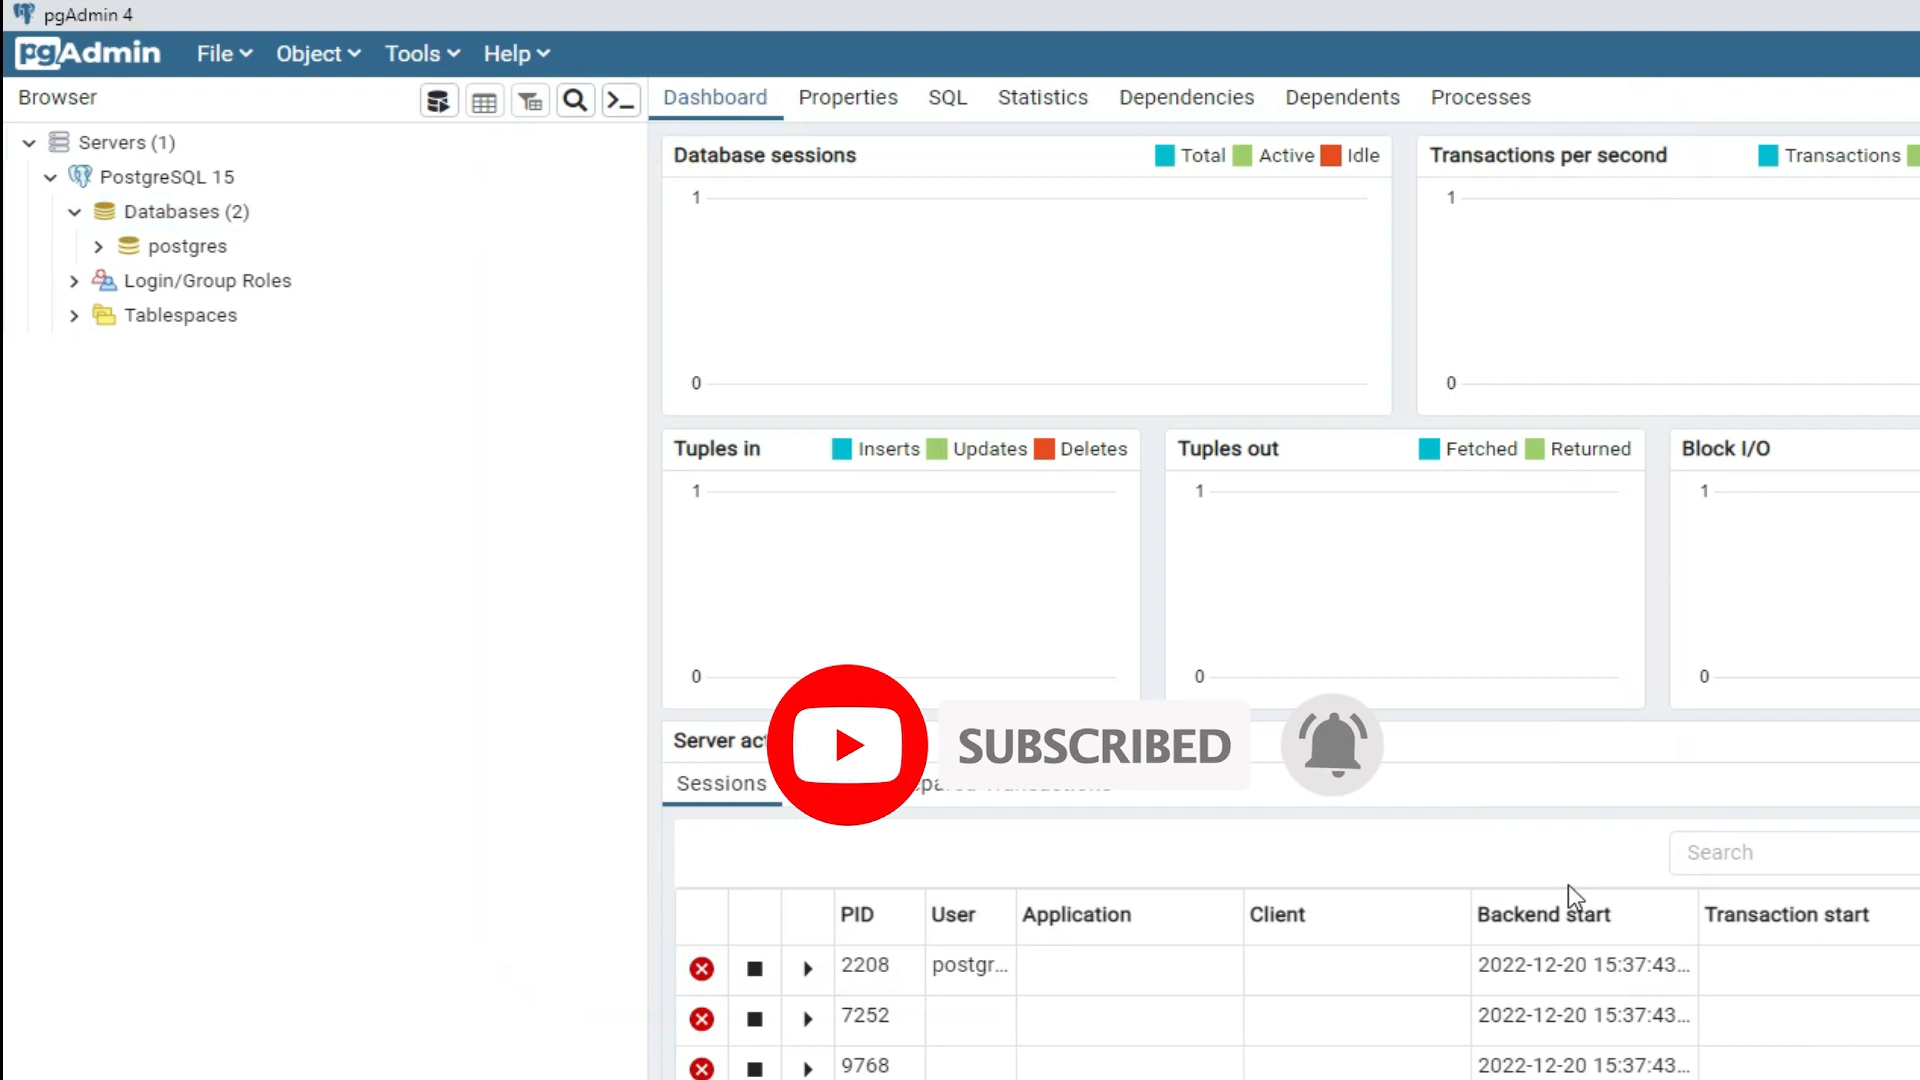 pgAdmin 4
pgAdmin File Object Tools Help
Browser
Dashboard Properties SQL Statistics Dependencies Dependents Processes
Servers (1)
PostgreSQL 15
Databases (2)
postgres
Login/Group Roles
Tablespaces
Database sessions Total Active Idle
1
0
Transactions per second Transactions
1
0
Tuples in Inserts Updates Deletes
1
0
Tuples out Fetched Returned
1
0
Block I/O
1
0
Server
SUBSCRIBED
Sessions
Search
PID User Application Client Backend start Transaction start
2208 postgr... 2022-12-20 15:37:43...
7252 2022-12-20 15:37:43...
9768 2022-12-20 15:37:43...